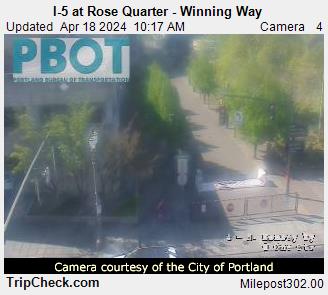 I-5 at Rose Quarter - Winning Way
Updated Apr 18 2024 10:17 AM Camera 4
PBOT
PORTLAND BUREAU OF TRANSPORTATION
Camera courtesy of the City of Portland
TripCheck.com Milepost302.00